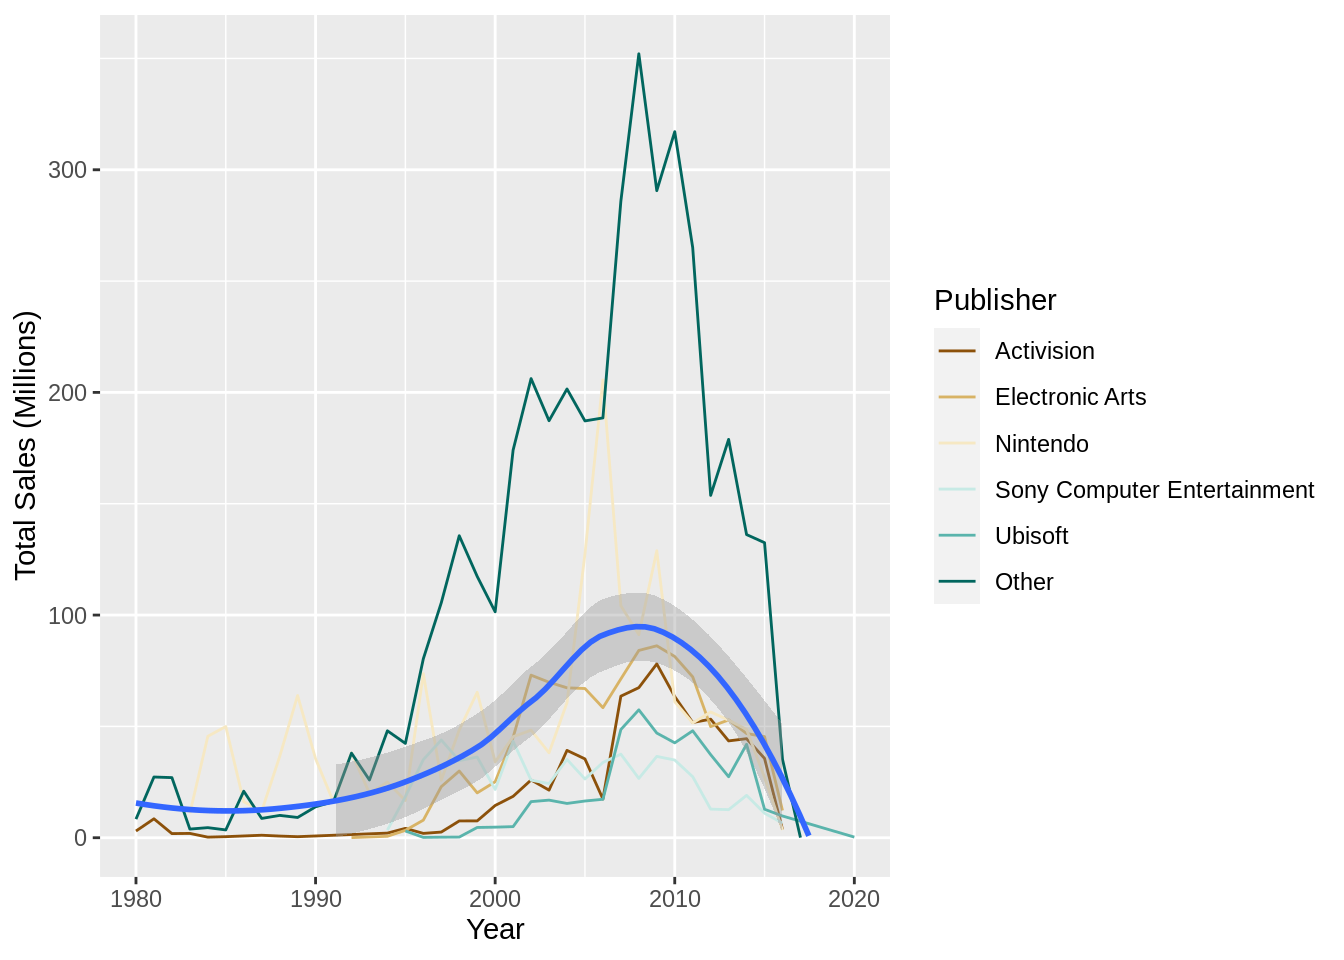 Total Sales (Millions)
300
200
100
0
1980 1990 2000 2010 2020
Year
Publisher
Activision
Electronic Arts
Nintendo
Sony Computer Entertainment
Ubisoft
Other